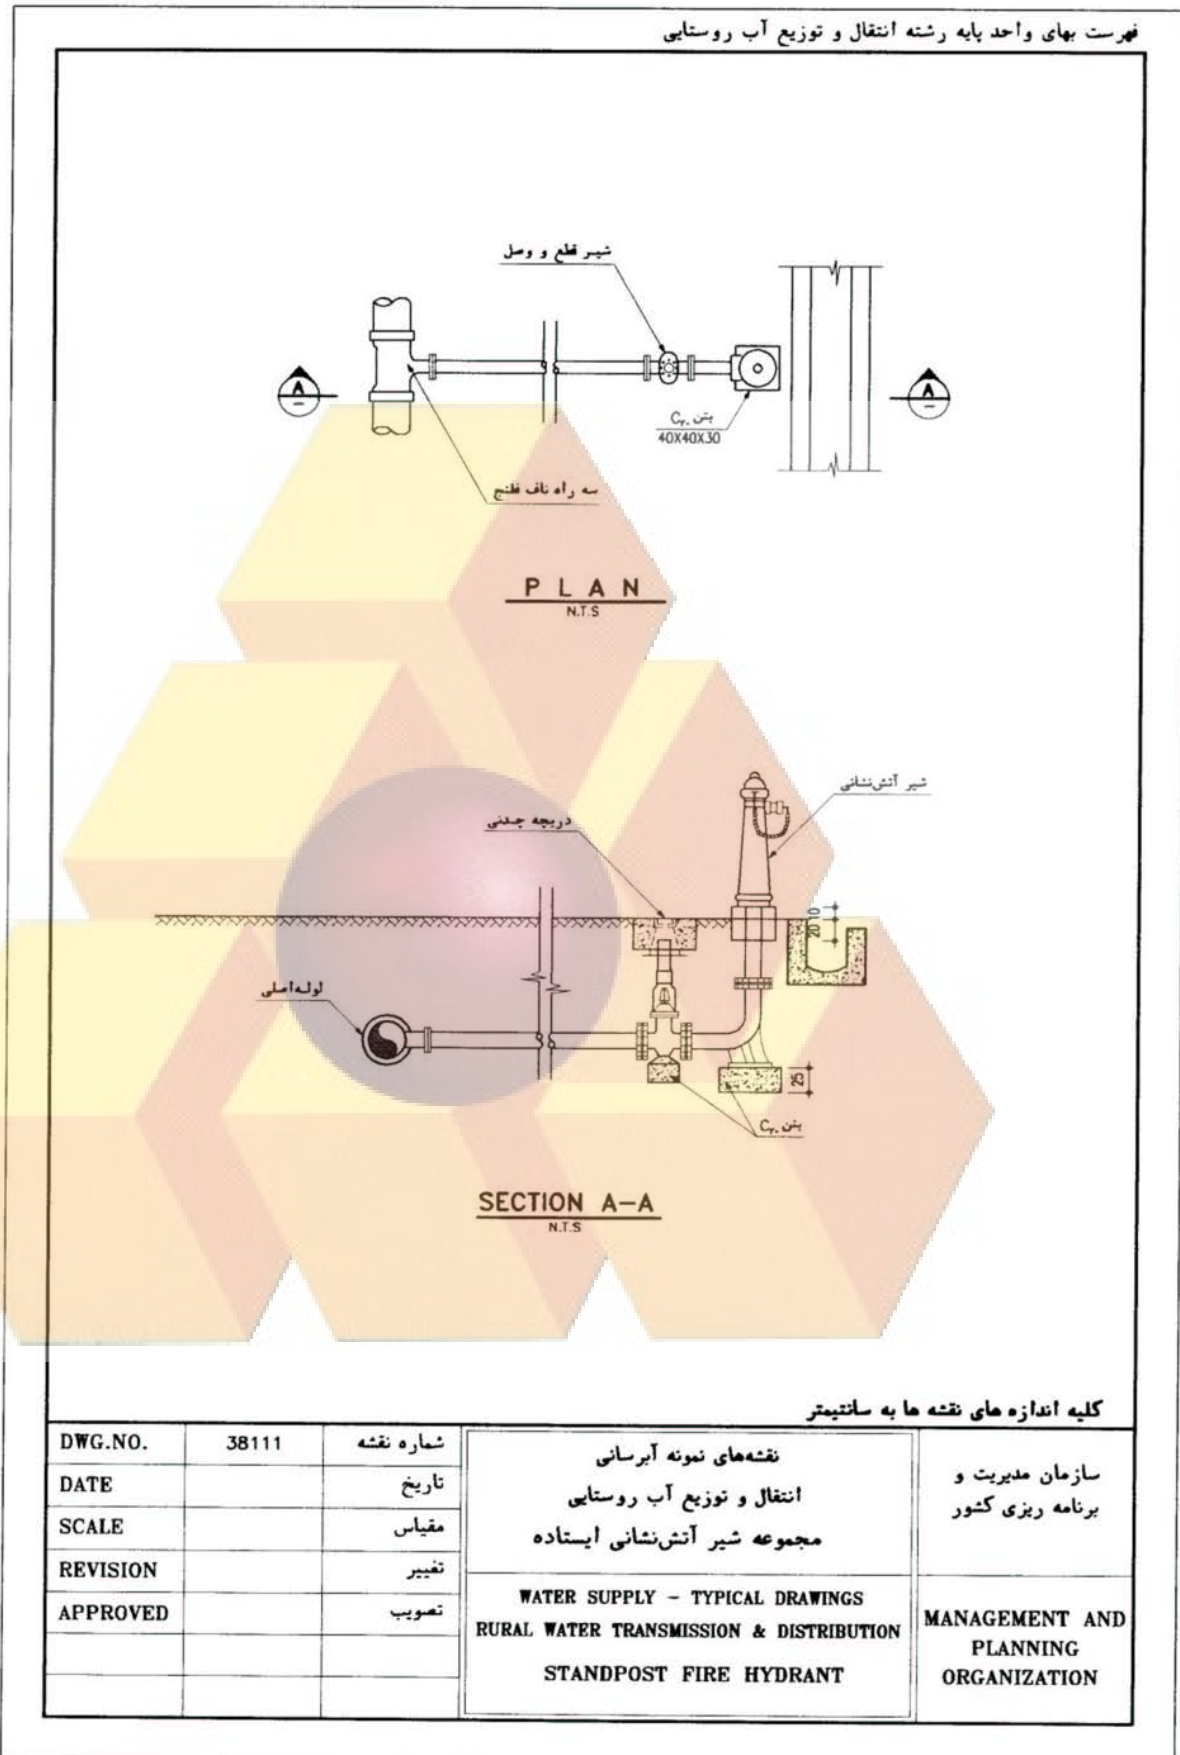 فهرست بهای واحد پایه رشته انتقال و توزیع آب روستایی
شیر قطع و وصل
A
-
A
-
بتن C۲۰
40X40X30
سه راه ناف فلنج
PLAN
N.T.S
شیر آتش‌نشانی
دریچه چدنی
10
20
لوله اصلی
25
بتن C۲۰
SECTION A-A
N.T.S
کلیه اندازه های نقشه ها به سانتیمتر
DWG.NO. 38111 شماره نقشه
DATE تاریخ
SCALE مقیاس
REVISION تغییر
APPROVED تصویب
نقشه‌های نمونه آبرسانی
انتقال و توزیع آب روستایی
مجموعه شیر آتش‌نشانی ایستاده
WATER SUPPLY - TYPICAL DRAWINGS
RURAL WATER TRANSMISSION & DISTRIBUTION
STANDPOST FIRE HYDRANT
سازمان مدیریت و
برنامه ریزی کشور
MANAGEMENT AND
PLANNING
ORGANIZATION